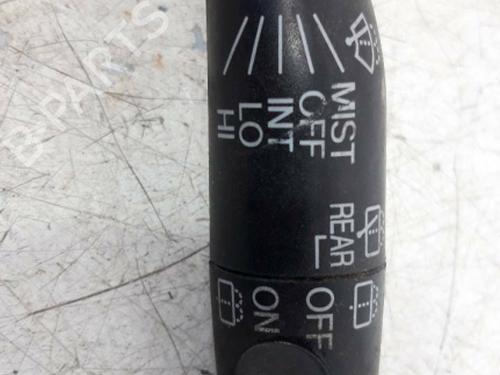 MIST
OFF
INT
LO
HI
REAR
OFF
ON
B-PARTS